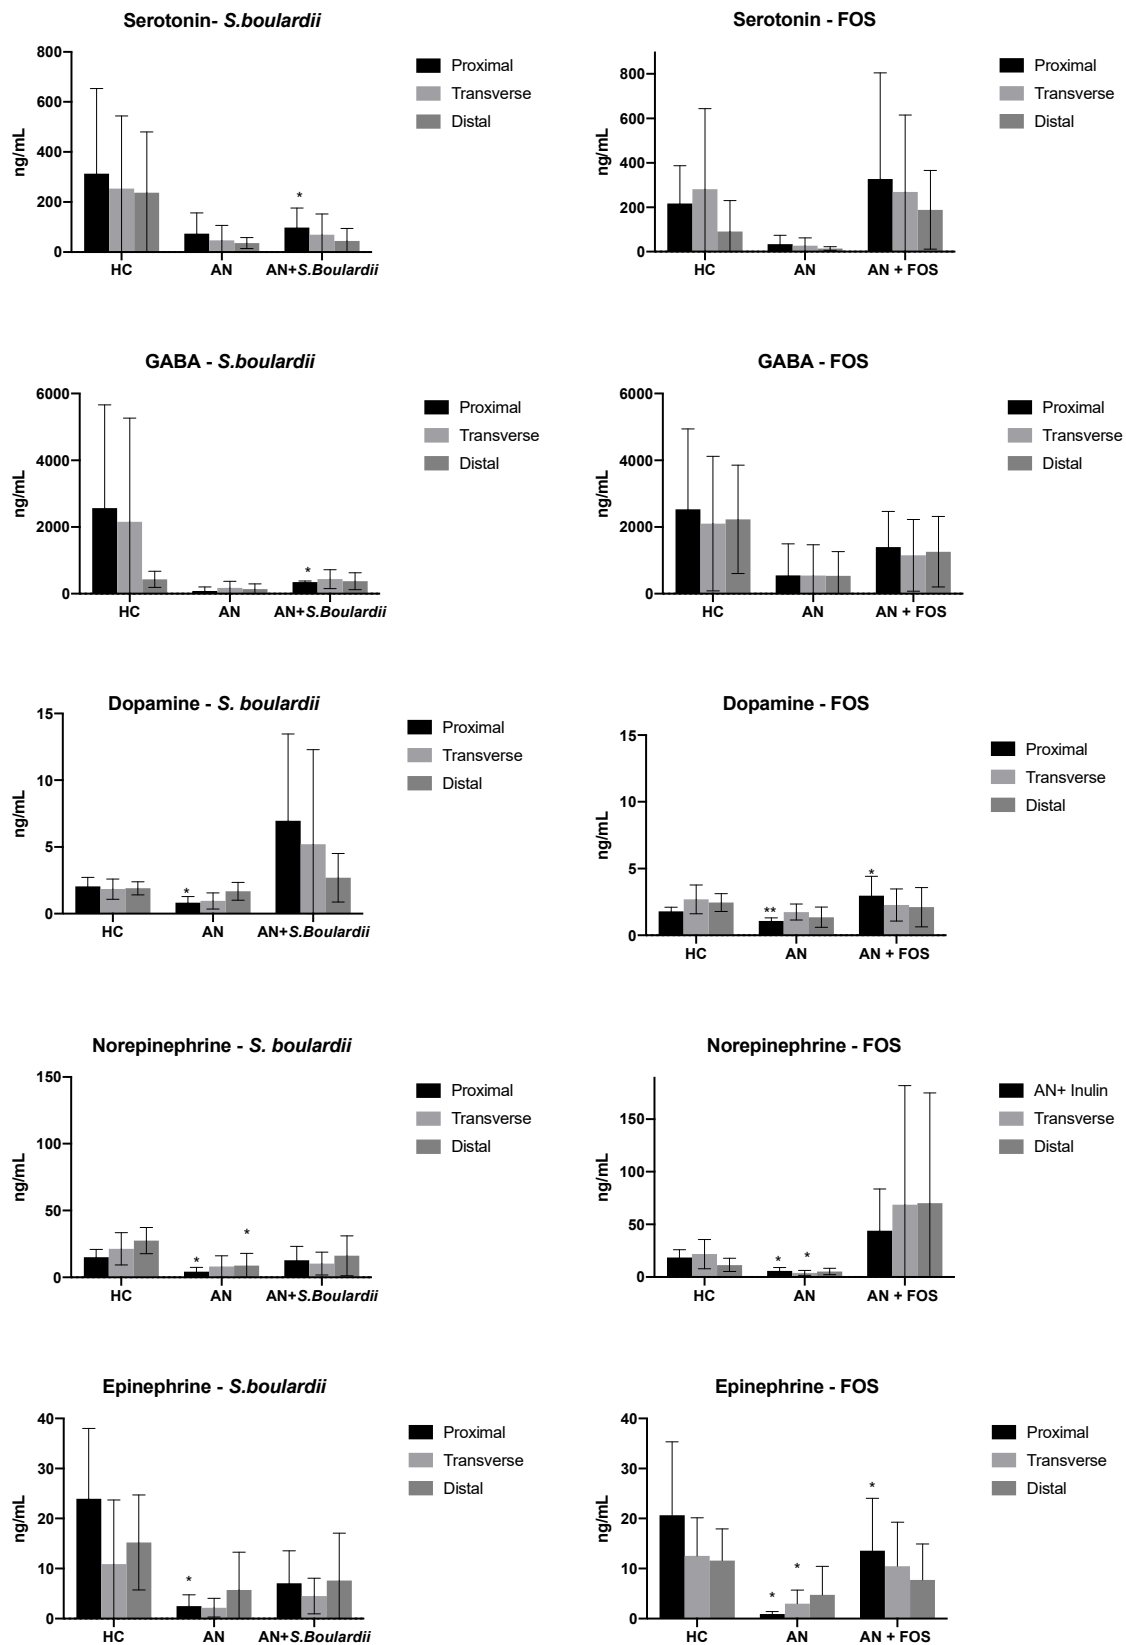 Serotonin- S.boulardii
800
600
400
200
0
ng/mL
HC
AN
AN+S.Boulardii
Proximal
Transverse
Distal
Serotonin - FOS
800
600
400
200
0
ng/mL
HC
AN
AN + FOS
Proximal
Transverse
Distal
GABA - S.boulardii
6000
4000
2000
0
ng/mL
*
HC
AN
AN+S.Boulardii
Proximal
Transverse
Distal
GABA - FOS
6000
4000
2000
0
ng/mL
HC
AN
AN + FOS
Proximal
Transverse
Distal
Dopamine - S. boulardii
15
10
5
0
ng/mL
*
HC
AN
AN+S.Boulardii
Proximal
Transverse
Distal
Dopamine - FOS
15
10
5
0
ng/mL
**
*
HC
AN
AN + FOS
Proximal
Transverse
Distal
Norepinephrine - S. boulardii
150
100
50
0
ng/mL
*
*
HC
AN
AN+S.Boulardii
Proximal
Transverse
Distal
Norepinephrine - FOS
150
100
50
0
ng/mL
*
*
HC
AN
AN + FOS
AN+ Inulin
Transverse
Distal
Epinephrine - S.boulardii
40
30
20
10
0
ng/mL
*
HC
AN
AN+S.Boulardii
Proximal
Transverse
Distal
Epinephrine - FOS
40
30
20
10
0
ng/mL
*
*
*
HC
AN
AN + FOS
Proximal
Transverse
Distal